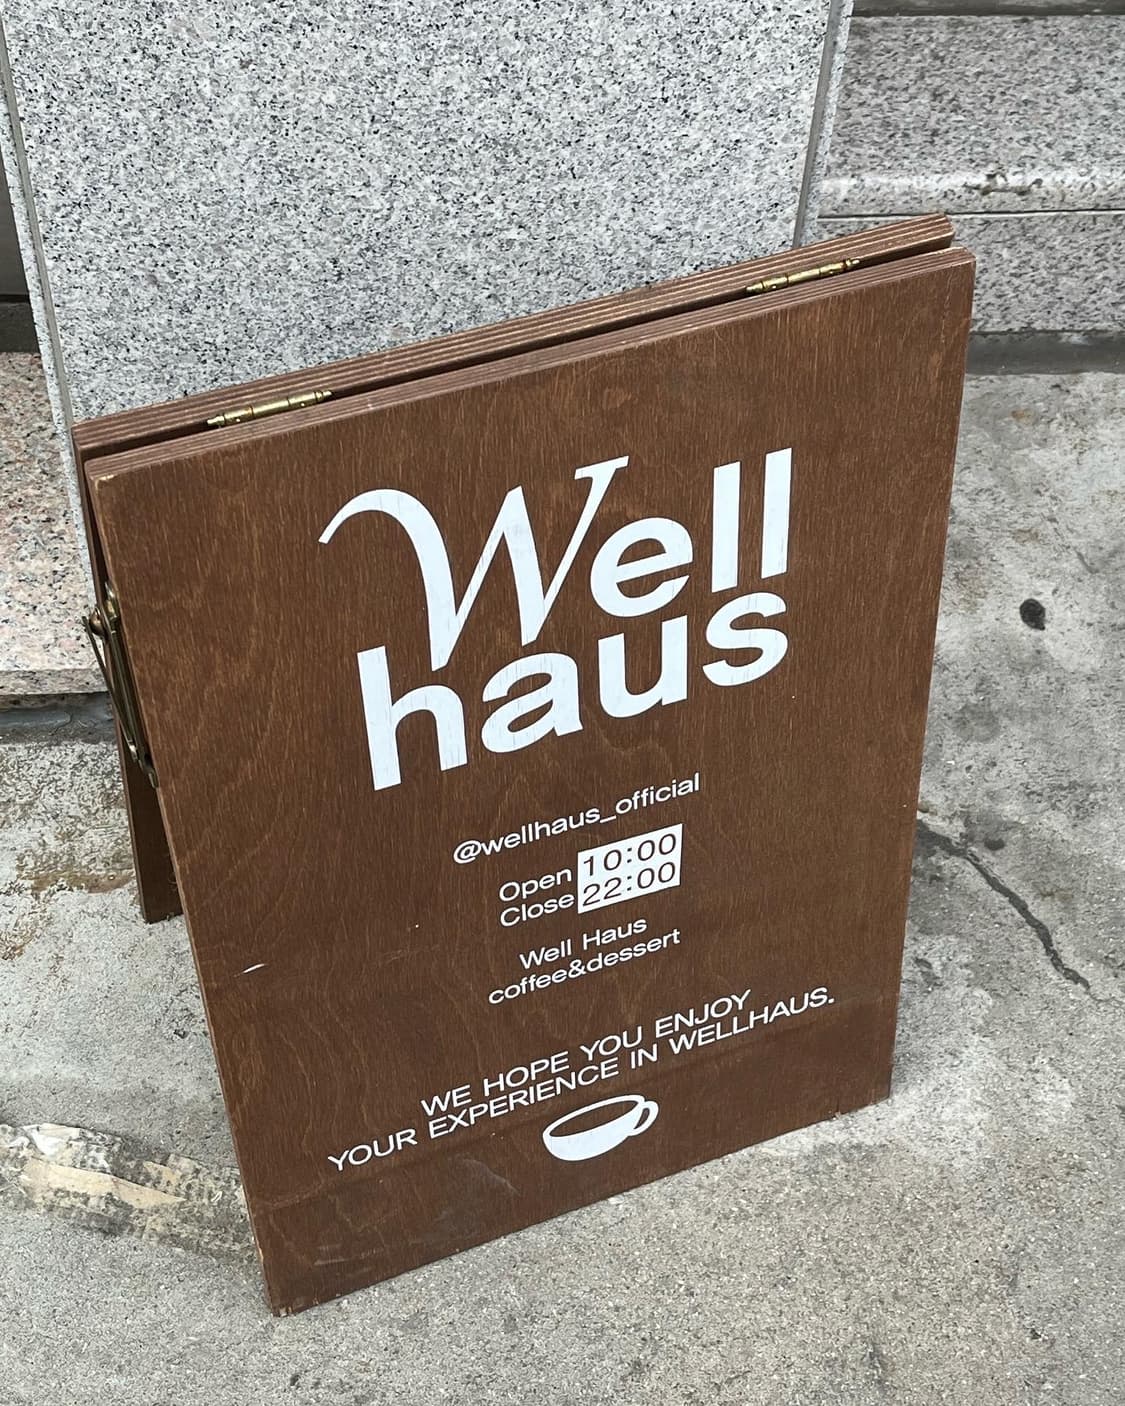 Well
haus
@wellhaus_official
Open 10:00
Close 22:00
Well Haus
coffee&dessert
WE HOPE YOU ENJOY
YOUR EXPERIENCE IN WELLHAUS.